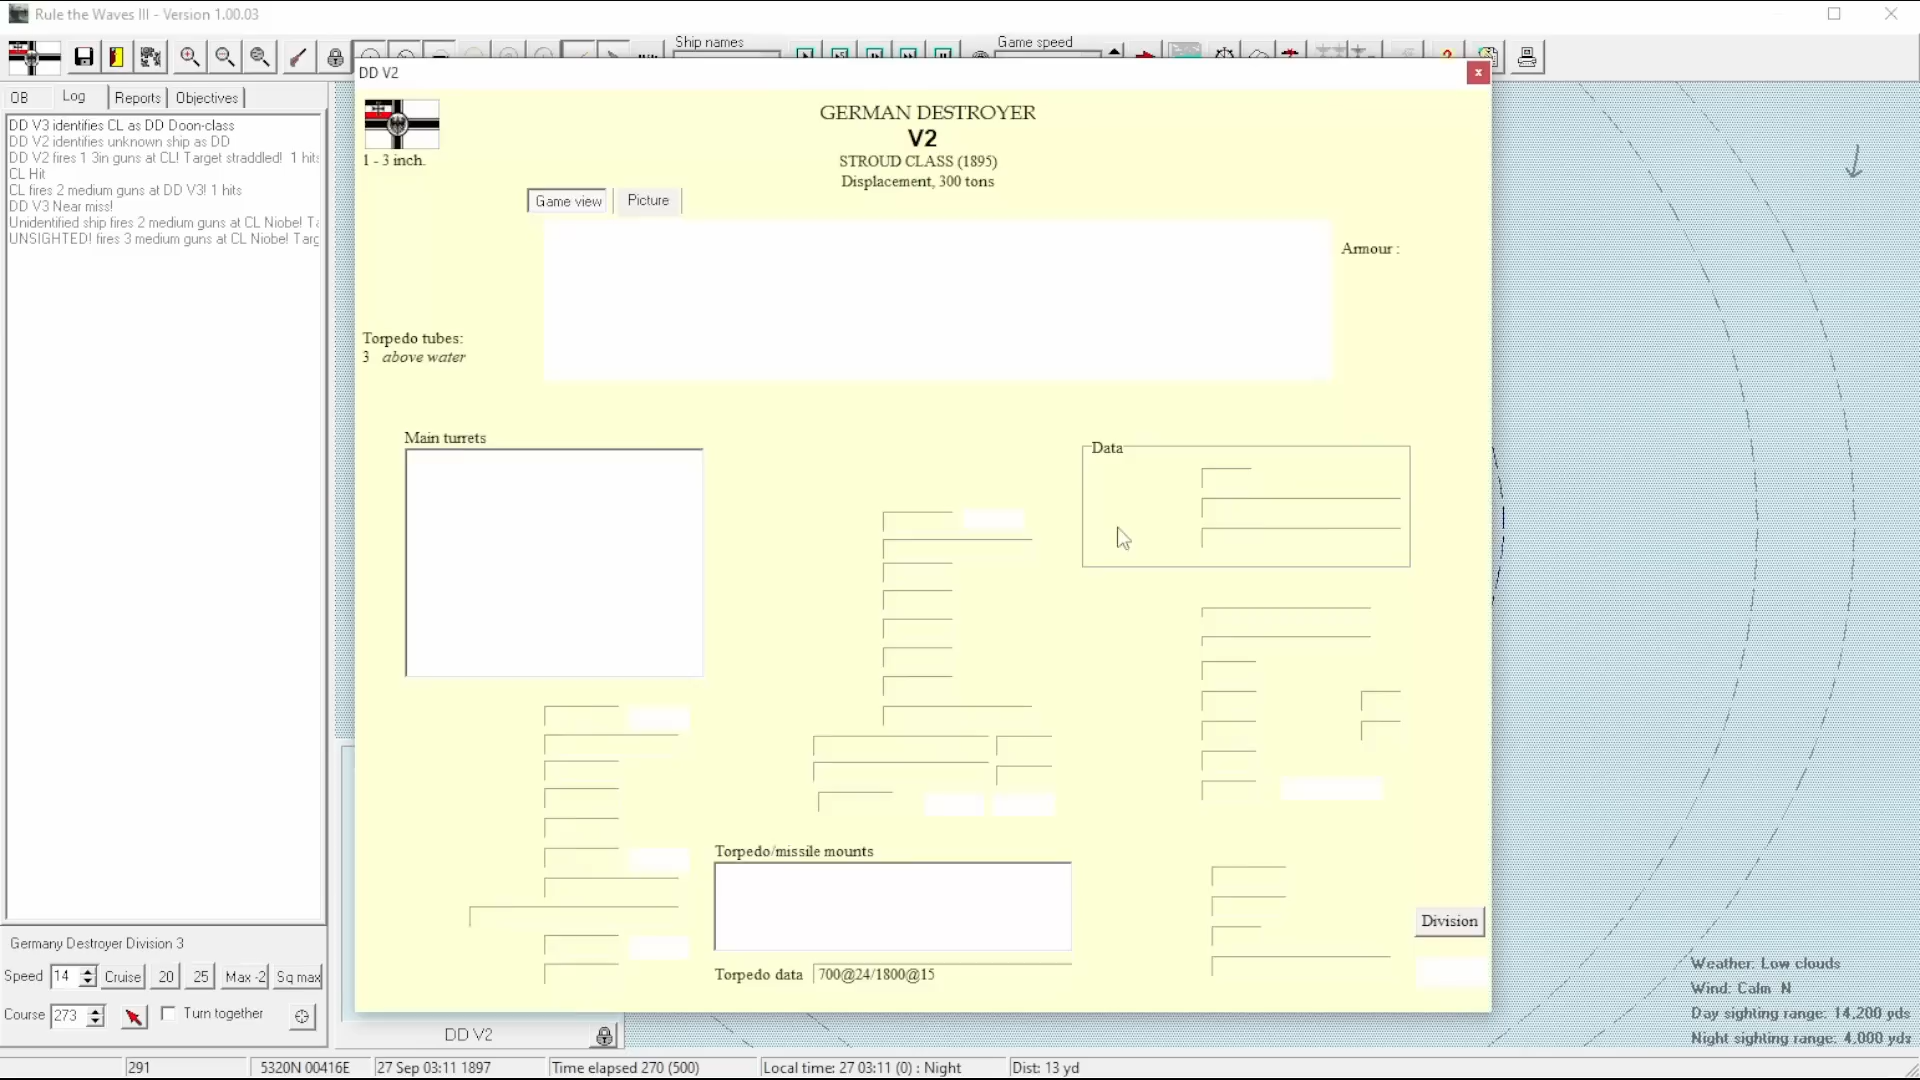 Rule the Waves III - Version 1.00.03
Ship names
Game speed
OB
Log
Reports
Objectives
DD V3 identifies CL as DD Doon-class
DD V2 identifies unknown ship as DD
DD V2 fires 1 3in guns at CL! Target straddled! 1 hits
CL Hit
CL fires 2 medium guns at DD V3! 1 hits
DD V3 Near miss!
Unidentified ship fires 2 medium guns at CL Niobe!
UNSIGHTED! fires 3 medium guns at CL Niobe!
DD V2
GERMAN DESTROYER
V2
STROUD CLASS (1895)
Displacement, 300 tons
1 - 3 inch.
Game view
Picture
Armour :
Torpedo tubes:
3 above water
Main turrets
Data
Torpedo/missile mounts
Torpedo data 700@24/1800@15
Division
Germany Destroyer Division 3
Speed 14 Cruise 20 25 Max -2 Sq max
Course 273 Turn together
DD V2
Weather: Low clouds
Wind: Calm N
Day sighting range: 14,200 yds
Night sighting range: 4,000 yds
291
5320N 00416E
27 Sep 03:11 1897
Time elapsed 270 (500)
Local time: 27 03:11 (0) : Night
Dist: 13 yd